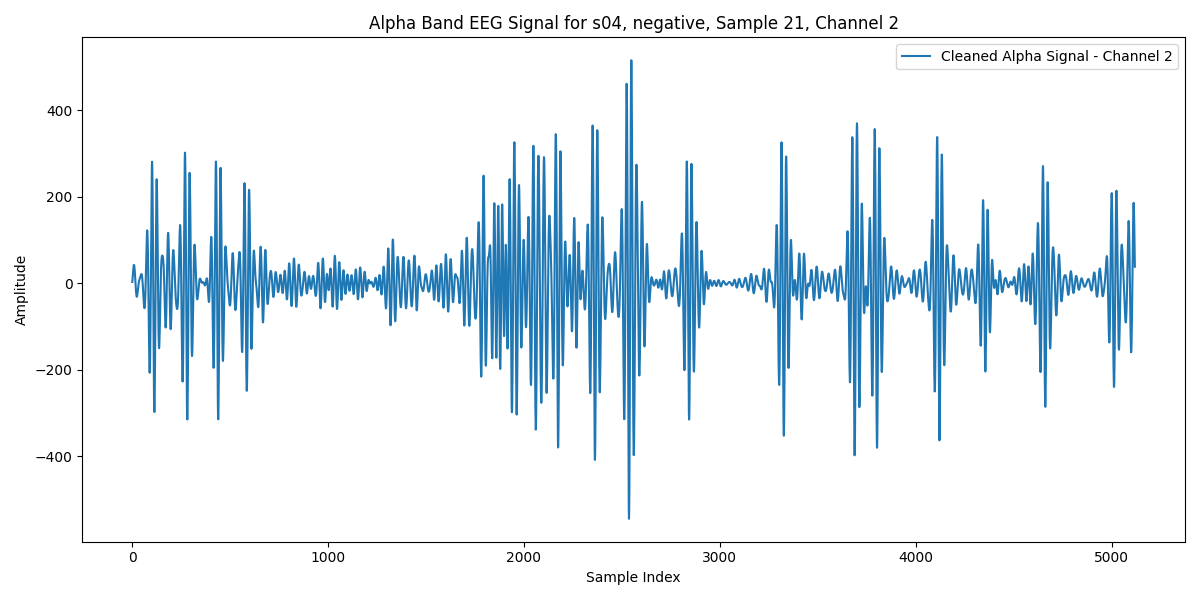 Alpha Band EEG Signal for s04, negative, Sample 21, Channel 2
Cleaned Alpha Signal - Channel 2
Amplitude
400
200
0
−200
−400
0 1000 2000 3000 4000 5000
Sample Index